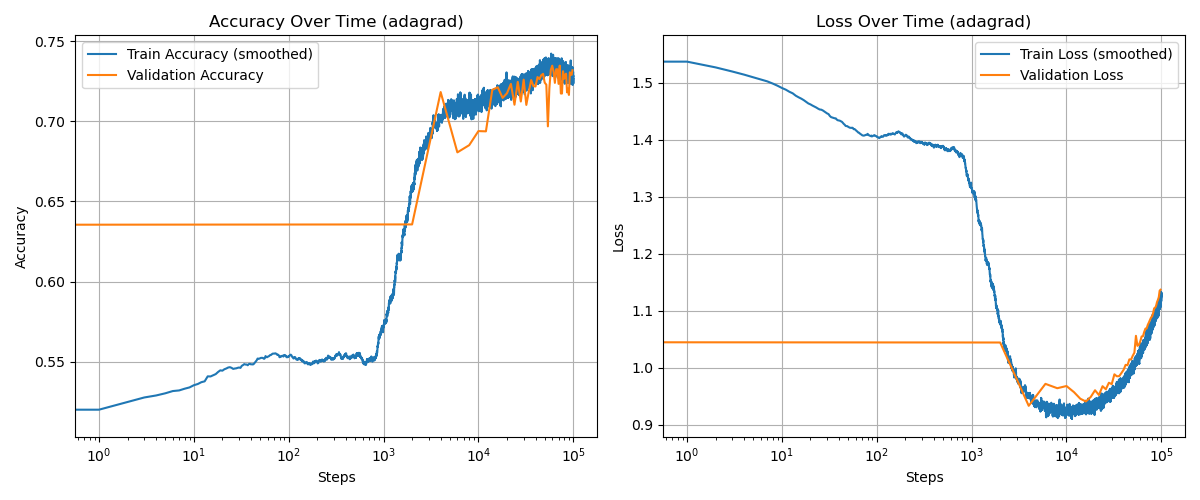 Accuracy Over Time (adagrad)
Train Accuracy (smoothed)
Validation Accuracy
Accuracy
0.75
0.70
0.65
0.60
0.55
10⁰ 10¹ 10² 10³ 10⁴ 10⁵
Steps
Loss Over Time (adagrad)
Train Loss (smoothed)
Validation Loss
Loss
1.5
1.4
1.3
1.2
1.1
1.0
0.9
10⁰ 10¹ 10² 10³ 10⁴ 10⁵
Steps